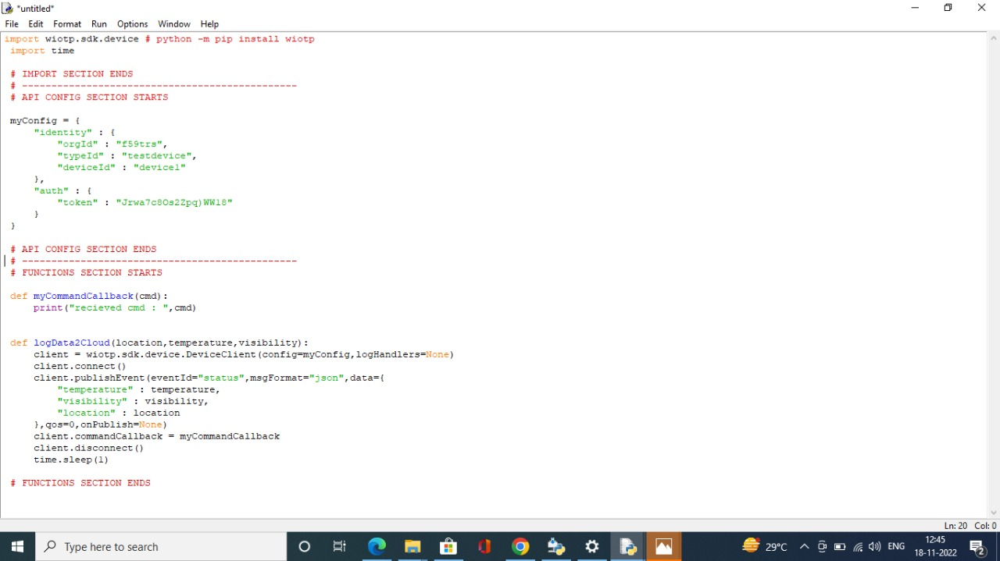 *untitled*
File Edit Format Run Options Window Help
import wiotp.sdk.device # python -m pip install wiotp
import time
# IMPORT SECTION ENDS
# -----------------------------------------------
# API CONFIG SECTION STARTS
myConfig = {
"identity" : {
"orgId" : "f59trs",
"typeId" : "testdevice",
"deviceId" : "device1"
},
"auth" : {
"token" : "Jrwa7c8Os2Zpq)WW18"
}
}
# API CONFIG SECTION ENDS
# -----------------------------------------------
# FUNCTIONS SECTION STARTS
def myCommandCallback(cmd):
print("recieved cmd : ",cmd)
def logData2Cloud(location,temperature,visibility):
client = wiotp.sdk.device.DeviceClient(config=myConfig,logHandlers=None)
client.connect()
client.publishEvent(eventId="status",msgFormat="json",data={
"temperature" : temperature,
"visibility" : visibility,
"location" : location
},qos=0,onPublish=None)
client.commandCallback = myCommandCallback
client.disconnect()
time.sleep(1)
# FUNCTIONS SECTION ENDS
Ln: 20 Col: 0
Type here to search
29°C
ENG
12:45
18-11-2022
2